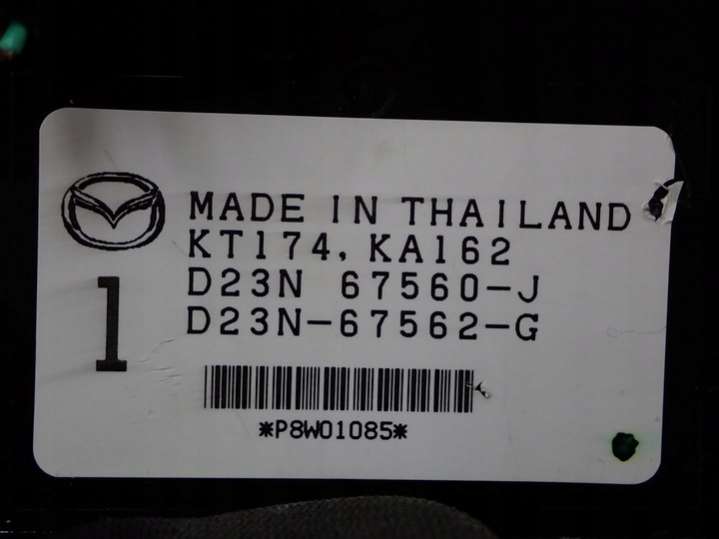 MADE IN THAILAND
KT174, KA162
D23N 67560-J
D23N-67562-G
1
*P8W01085*